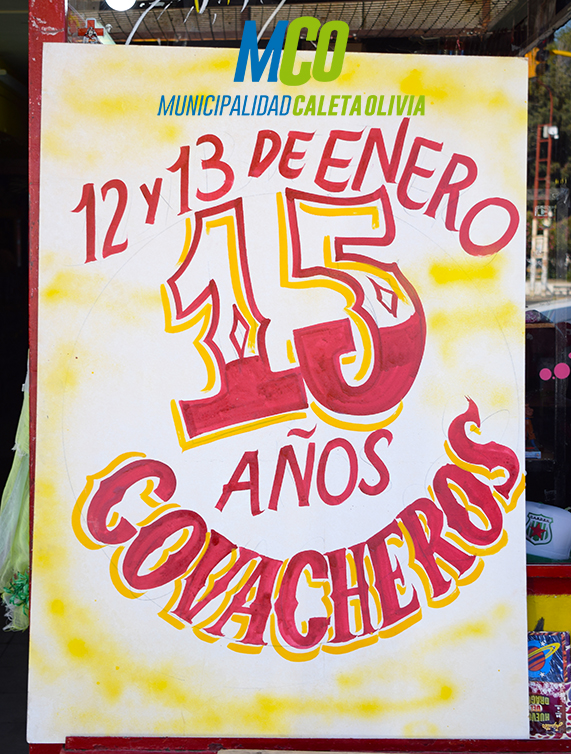 MCO
MUNICIPALIDAD CALETA OLIVIA
12 Y 13 DE ENERO
15
AÑOS
COVACHEROS